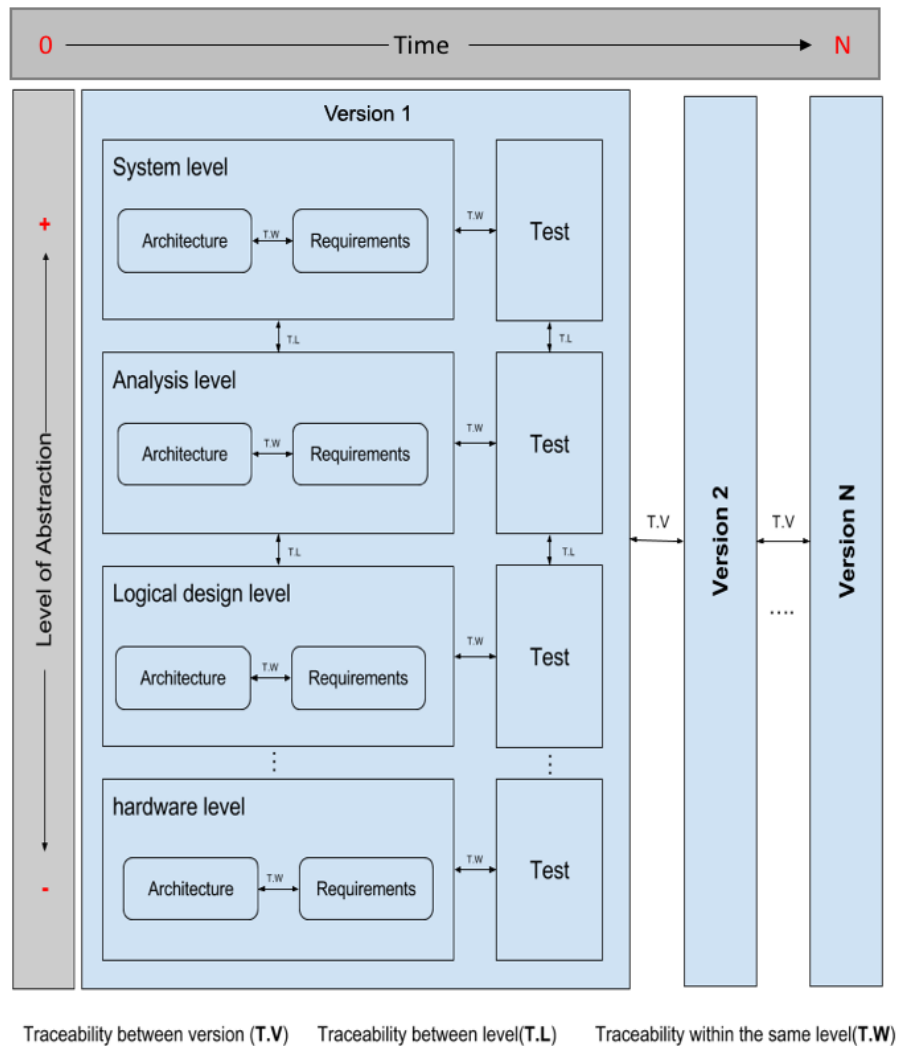 0 Time N
Version 1
System level
+
Architecture T.W Requirements T.W Test
T.L T.L
Analysis level
Architecture T.W Requirements T.W Test
T.L T.L
Level of Abstraction
Logical design level
Architecture T.W Requirements T.W Test
⋮ ⋮
hardware level
Architecture T.W Requirements T.W Test
-
T.V
Version 2
T.V
....
Version N
Traceability between version (T.V) Traceability between level(T.L) Traceability within the same level(T.W)